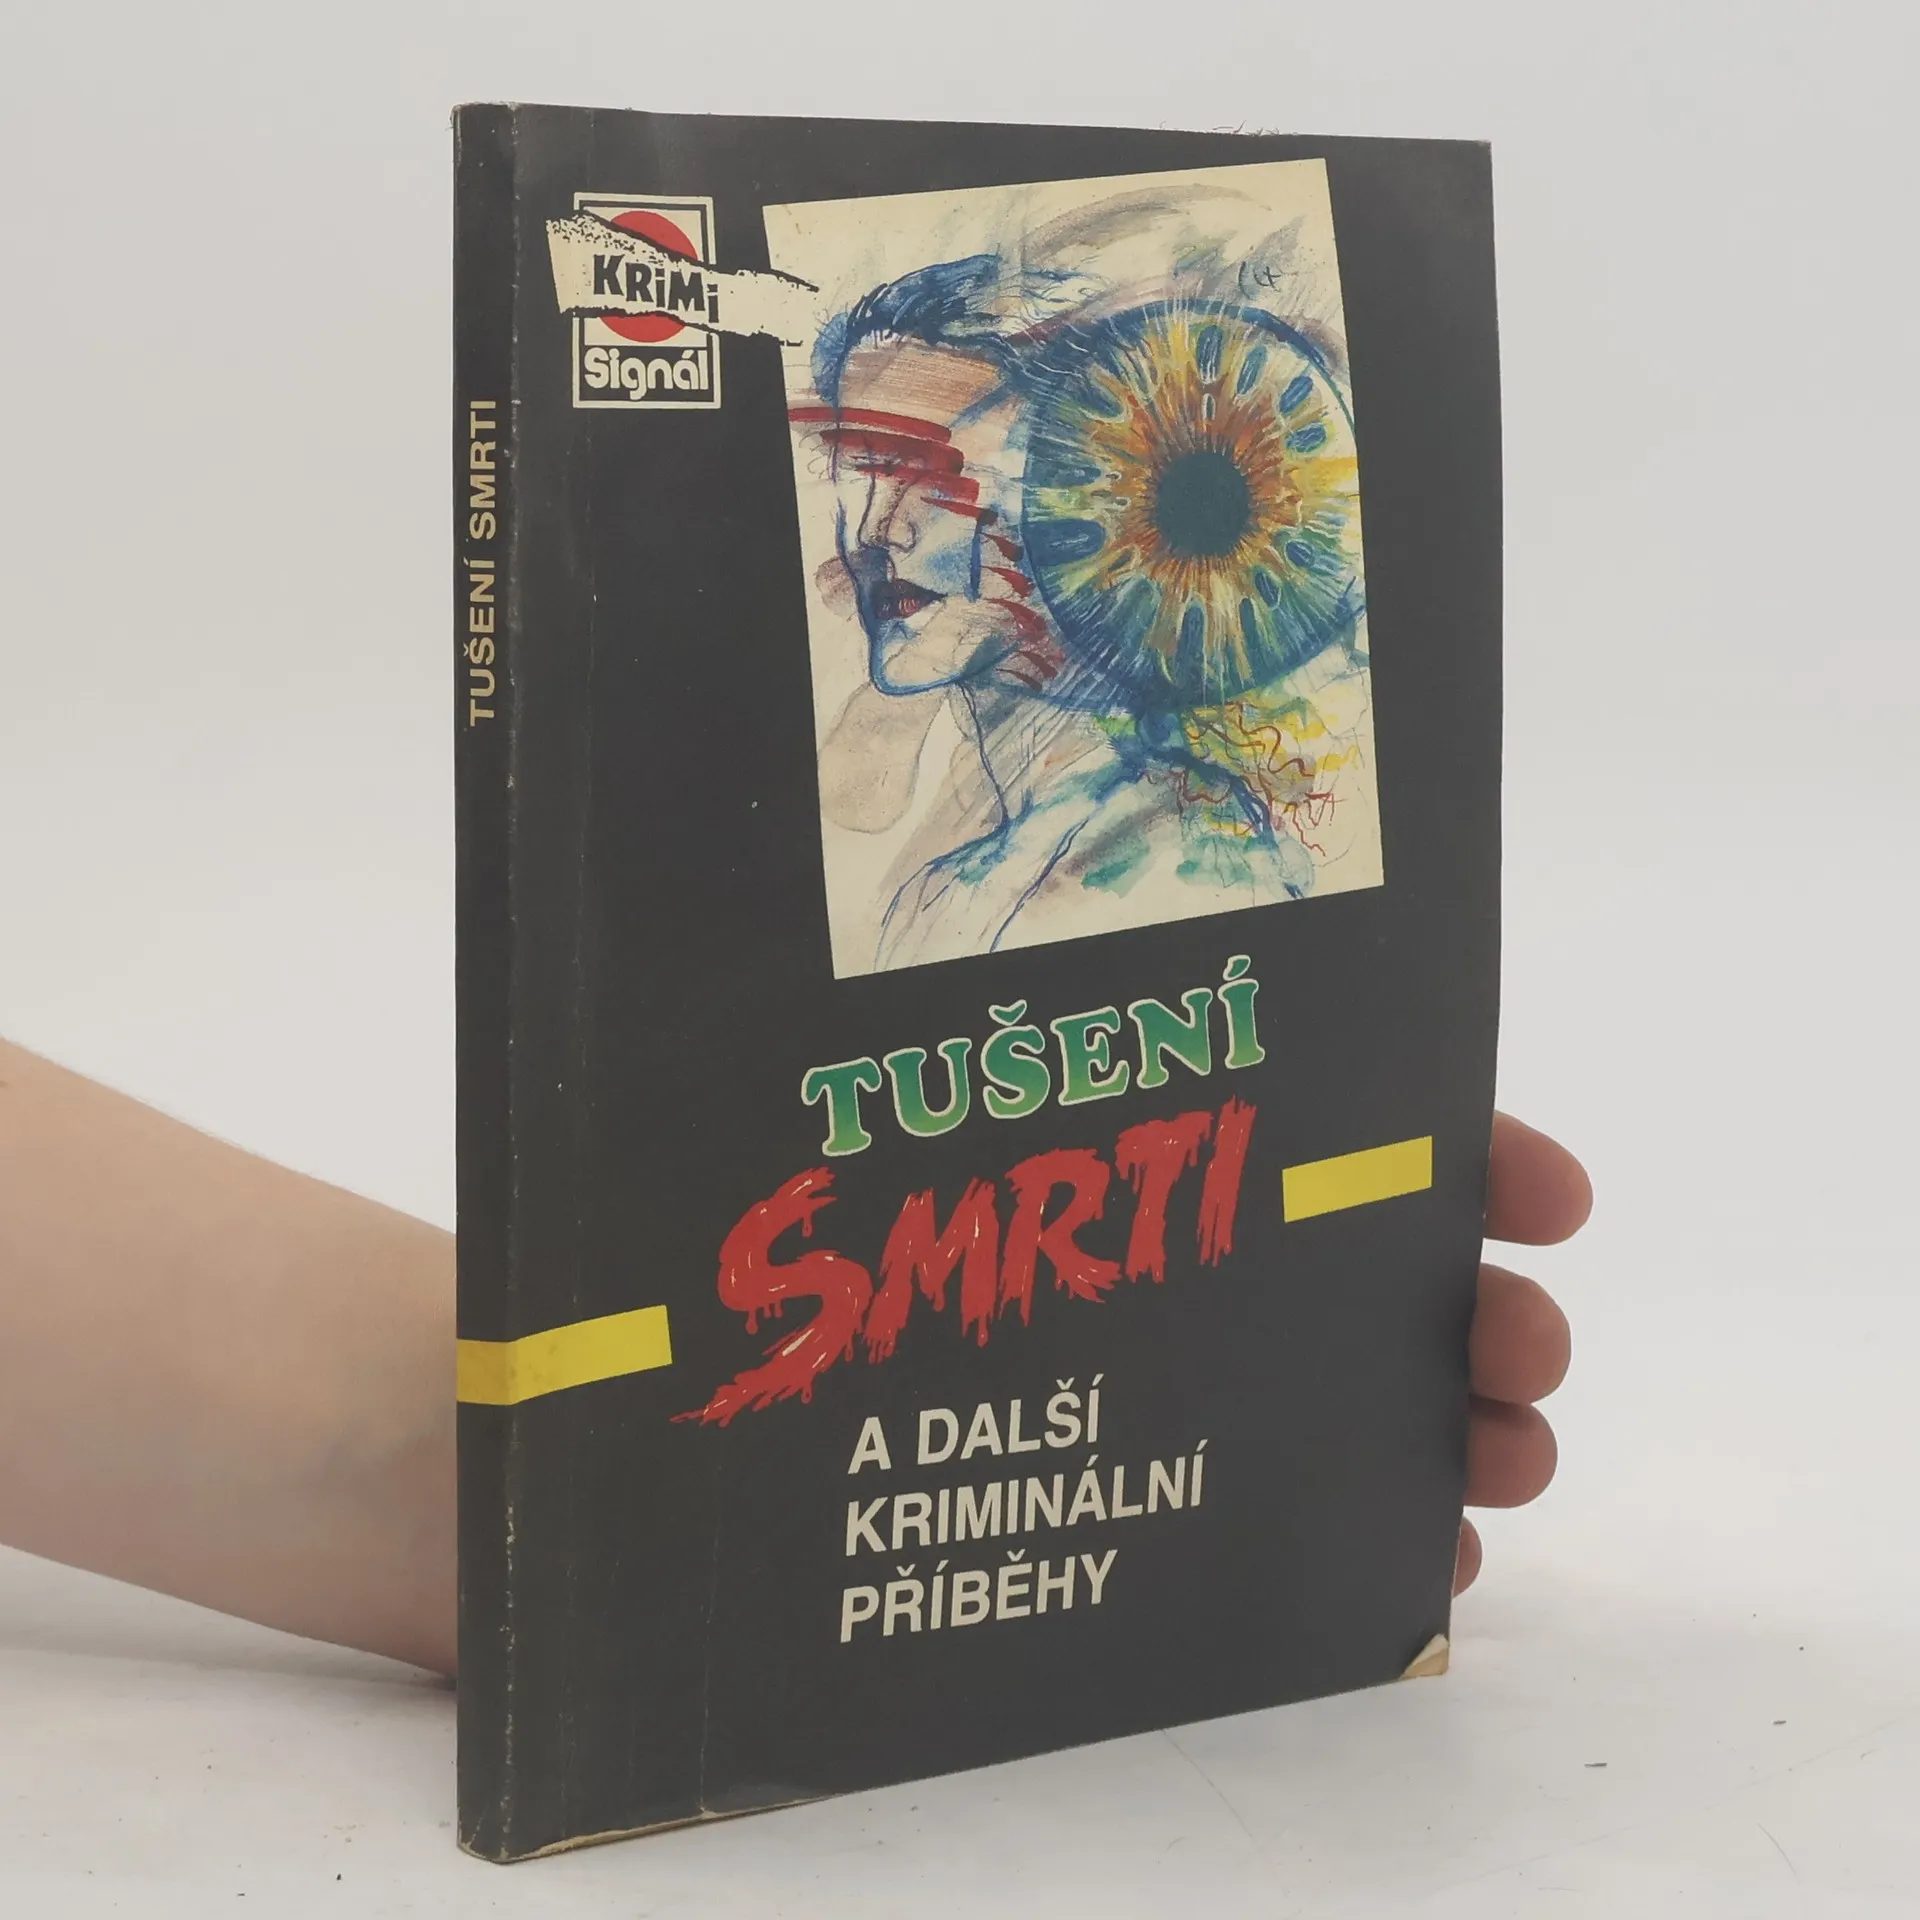 TUŠENÍ SMRTI
KRiMi
Signál
TUŠENÍ
SMRTI
A DALŠÍ
KRIMINÁLNÍ
PŘÍBĚHY